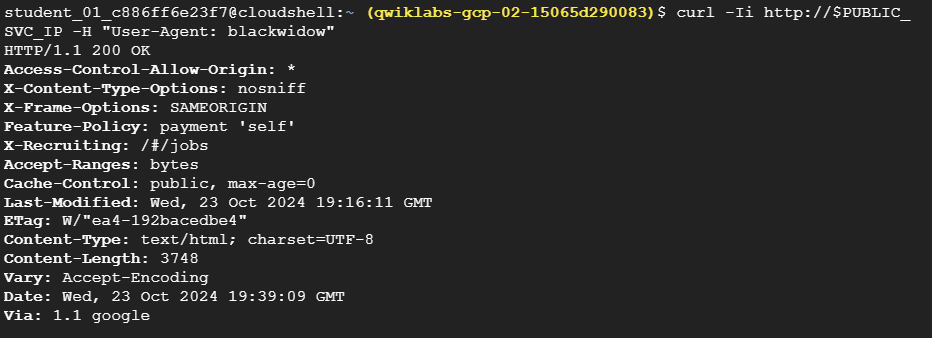 student_01_c886ff6e23f7@cloudshell:~ (qwiklabs-gcp-02-15065d290083)$ curl -Ii http://$PUBLIC_
SVC_IP -H "User-Agent: blackwidow"
HTTP/1.1 200 OK
Access-Control-Allow-Origin: *
X-Content-Type-Options: nosniff
X-Frame-Options: SAMEORIGIN
Feature-Policy: payment 'self'
X-Recruiting: /#/jobs
Accept-Ranges: bytes
Cache-Control: public, max-age=0
Last-Modified: Wed, 23 Oct 2024 19:16:11 GMT
ETag: W/"ea4-192bacedbe4"
Content-Type: text/html; charset=UTF-8
Content-Length: 3748
Vary: Accept-Encoding
Date: Wed, 23 Oct 2024 19:39:09 GMT
Via: 1.1 google